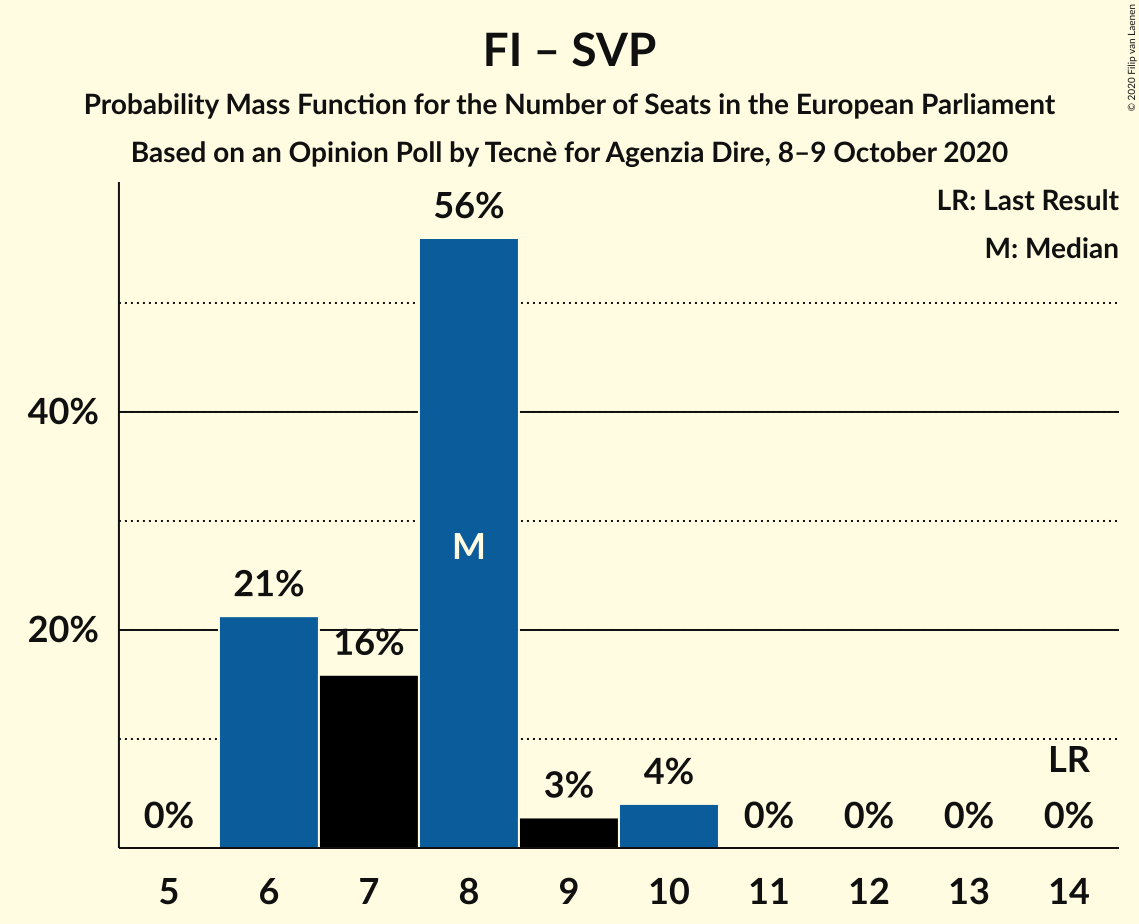 FI – SVP
Probability Mass Function for the Number of Seats in the European Parliament
Based on an Opinion Poll by Tecnè for Agenzia Dire, 8–9 October 2020
© 2020 Filip van Laenen
LR: Last Result
M: Median
56%
40%
M
21%
20%
16%
LR
4%
3%
0%
0%
0%
0%
0%
5 6 7 8 9 10 11 12 13 14